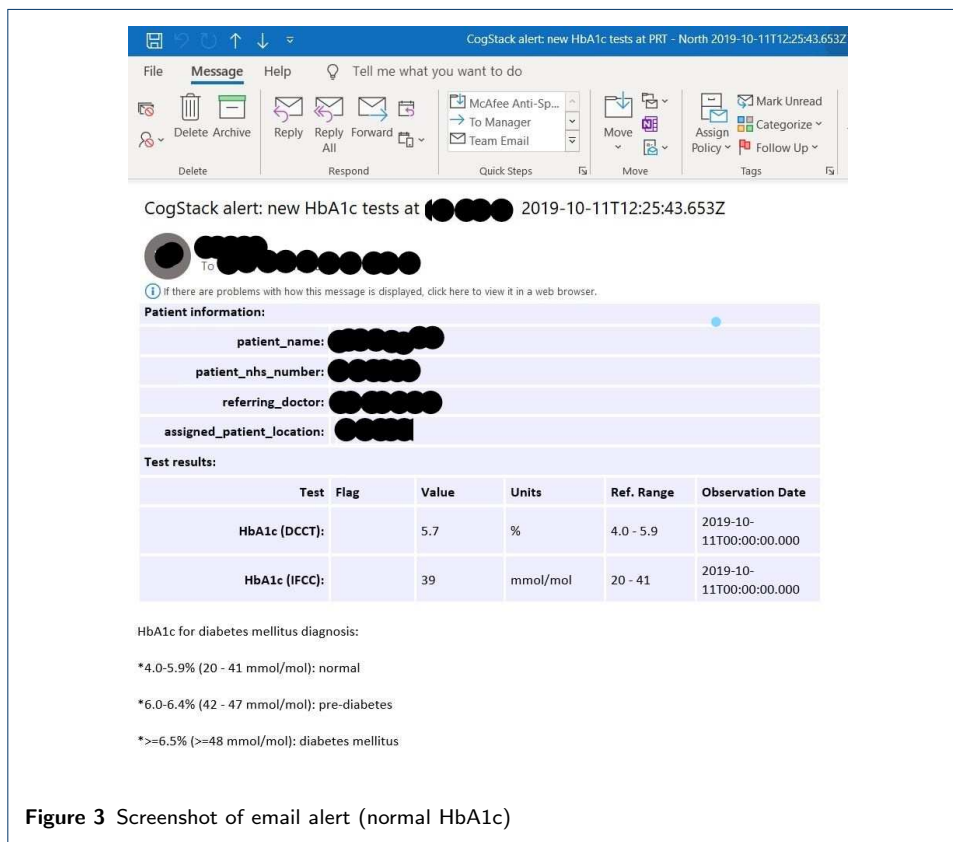 CogStack alert: new HbA1c tests at PRT - North 2019-10-11T12:25:43.653Z
File Message Help Tell me what you want to do
Delete Archive Reply Reply All Forward McAfee Anti-Sp... To Manager Team Email Move Assign Policy Mark Unread Categorize Follow Up
Delete Respond Quick Steps Move Tags
CogStack alert: new HbA1c tests at 2019-10-11T12:25:43.653Z
To
If there are problems with how this message is displayed, click here to view it in a web browser.
Patient information:
patient_name:
patient_nhs_number:
referring_doctor:
assigned_patient_location:
Test results:
Test Flag Value Units Ref. Range Observation Date
HbA1c (DCCT): 5.7 % 4.0 - 5.9 2019-10-11T00:00:00.000
HbA1c (IFCC): 39 mmol/mol 20 - 41 2019-10-11T00:00:00.000
HbA1c for diabetes mellitus diagnosis:
*4.0-5.9% (20 - 41 mmol/mol): normal
*6.0-6.4% (42 - 47 mmol/mol): pre-diabetes
*>=6.5% (>=48 mmol/mol): diabetes mellitus
Figure 3 Screenshot of email alert (normal HbA1c)